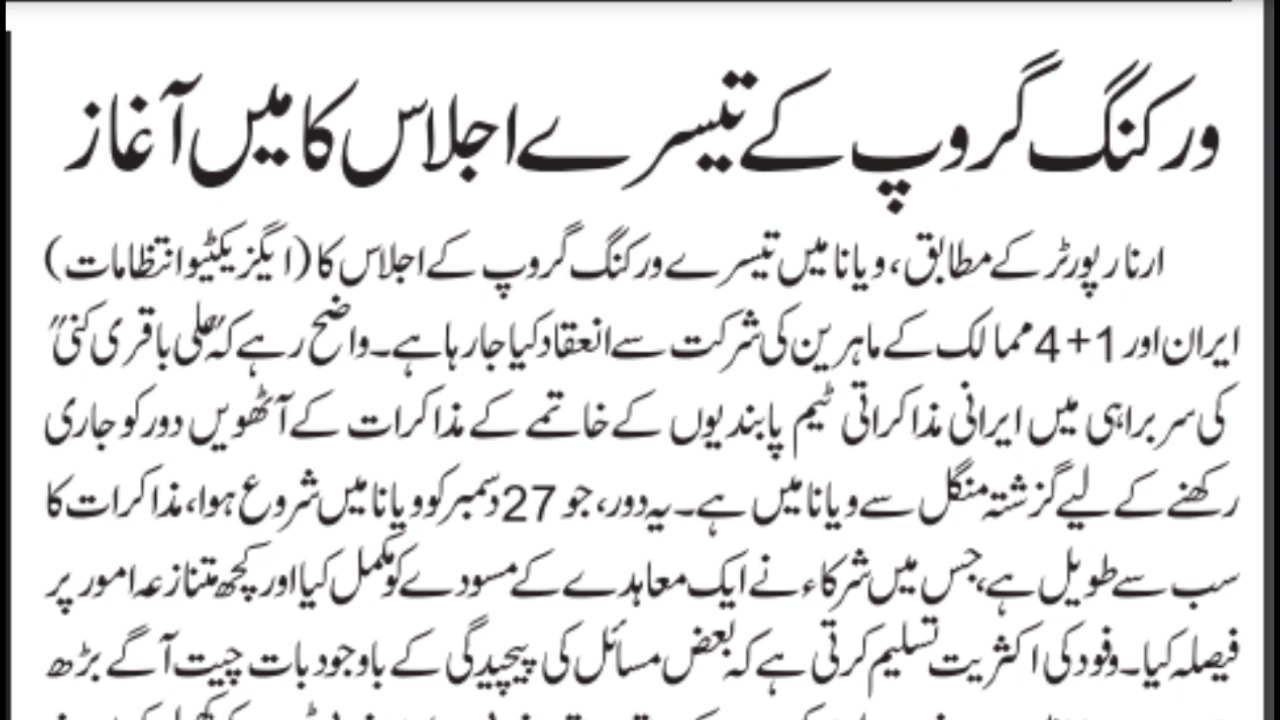 ورکنگ گروپ کے تیسرے اجلاس کا میں آغاز
ارنا رپورٹر کے مطابق، ویانا میں تیسرے ورکنگ گروپ کے اجلاس کا (ایگزیکٹیو انتظامات)
ایران اور 1+4 ممالک کے ماہرین کی شرکت سے انعقاد کیا جا رہا ہے۔ واضح رہے کہ "علی باقری کنی"
کی سربراہی میں ایرانی مذاکراتی ٹیم پابندیوں کے خاتمے کے مذاکرات کے آٹھویں دور کو جاری
رکھنے کے لیے گزشتہ منگل سے ویانا میں ہے۔ یہ دور، جو 27 دسمبر کو ویانا میں شروع ہوا، مذاکرات کا
سب سے طویل ہے، جس میں شرکاء نے ایک معاہدے کے مسودے کو مکمل کیا اور کچھ متنازعہ امور پر
فیصلہ کیا۔ وفود کی اکثریت تسلیم کرتی ہے کہ بعض مسائل کی پیچیدگی کے باوجود بات چیت آگے بڑھ